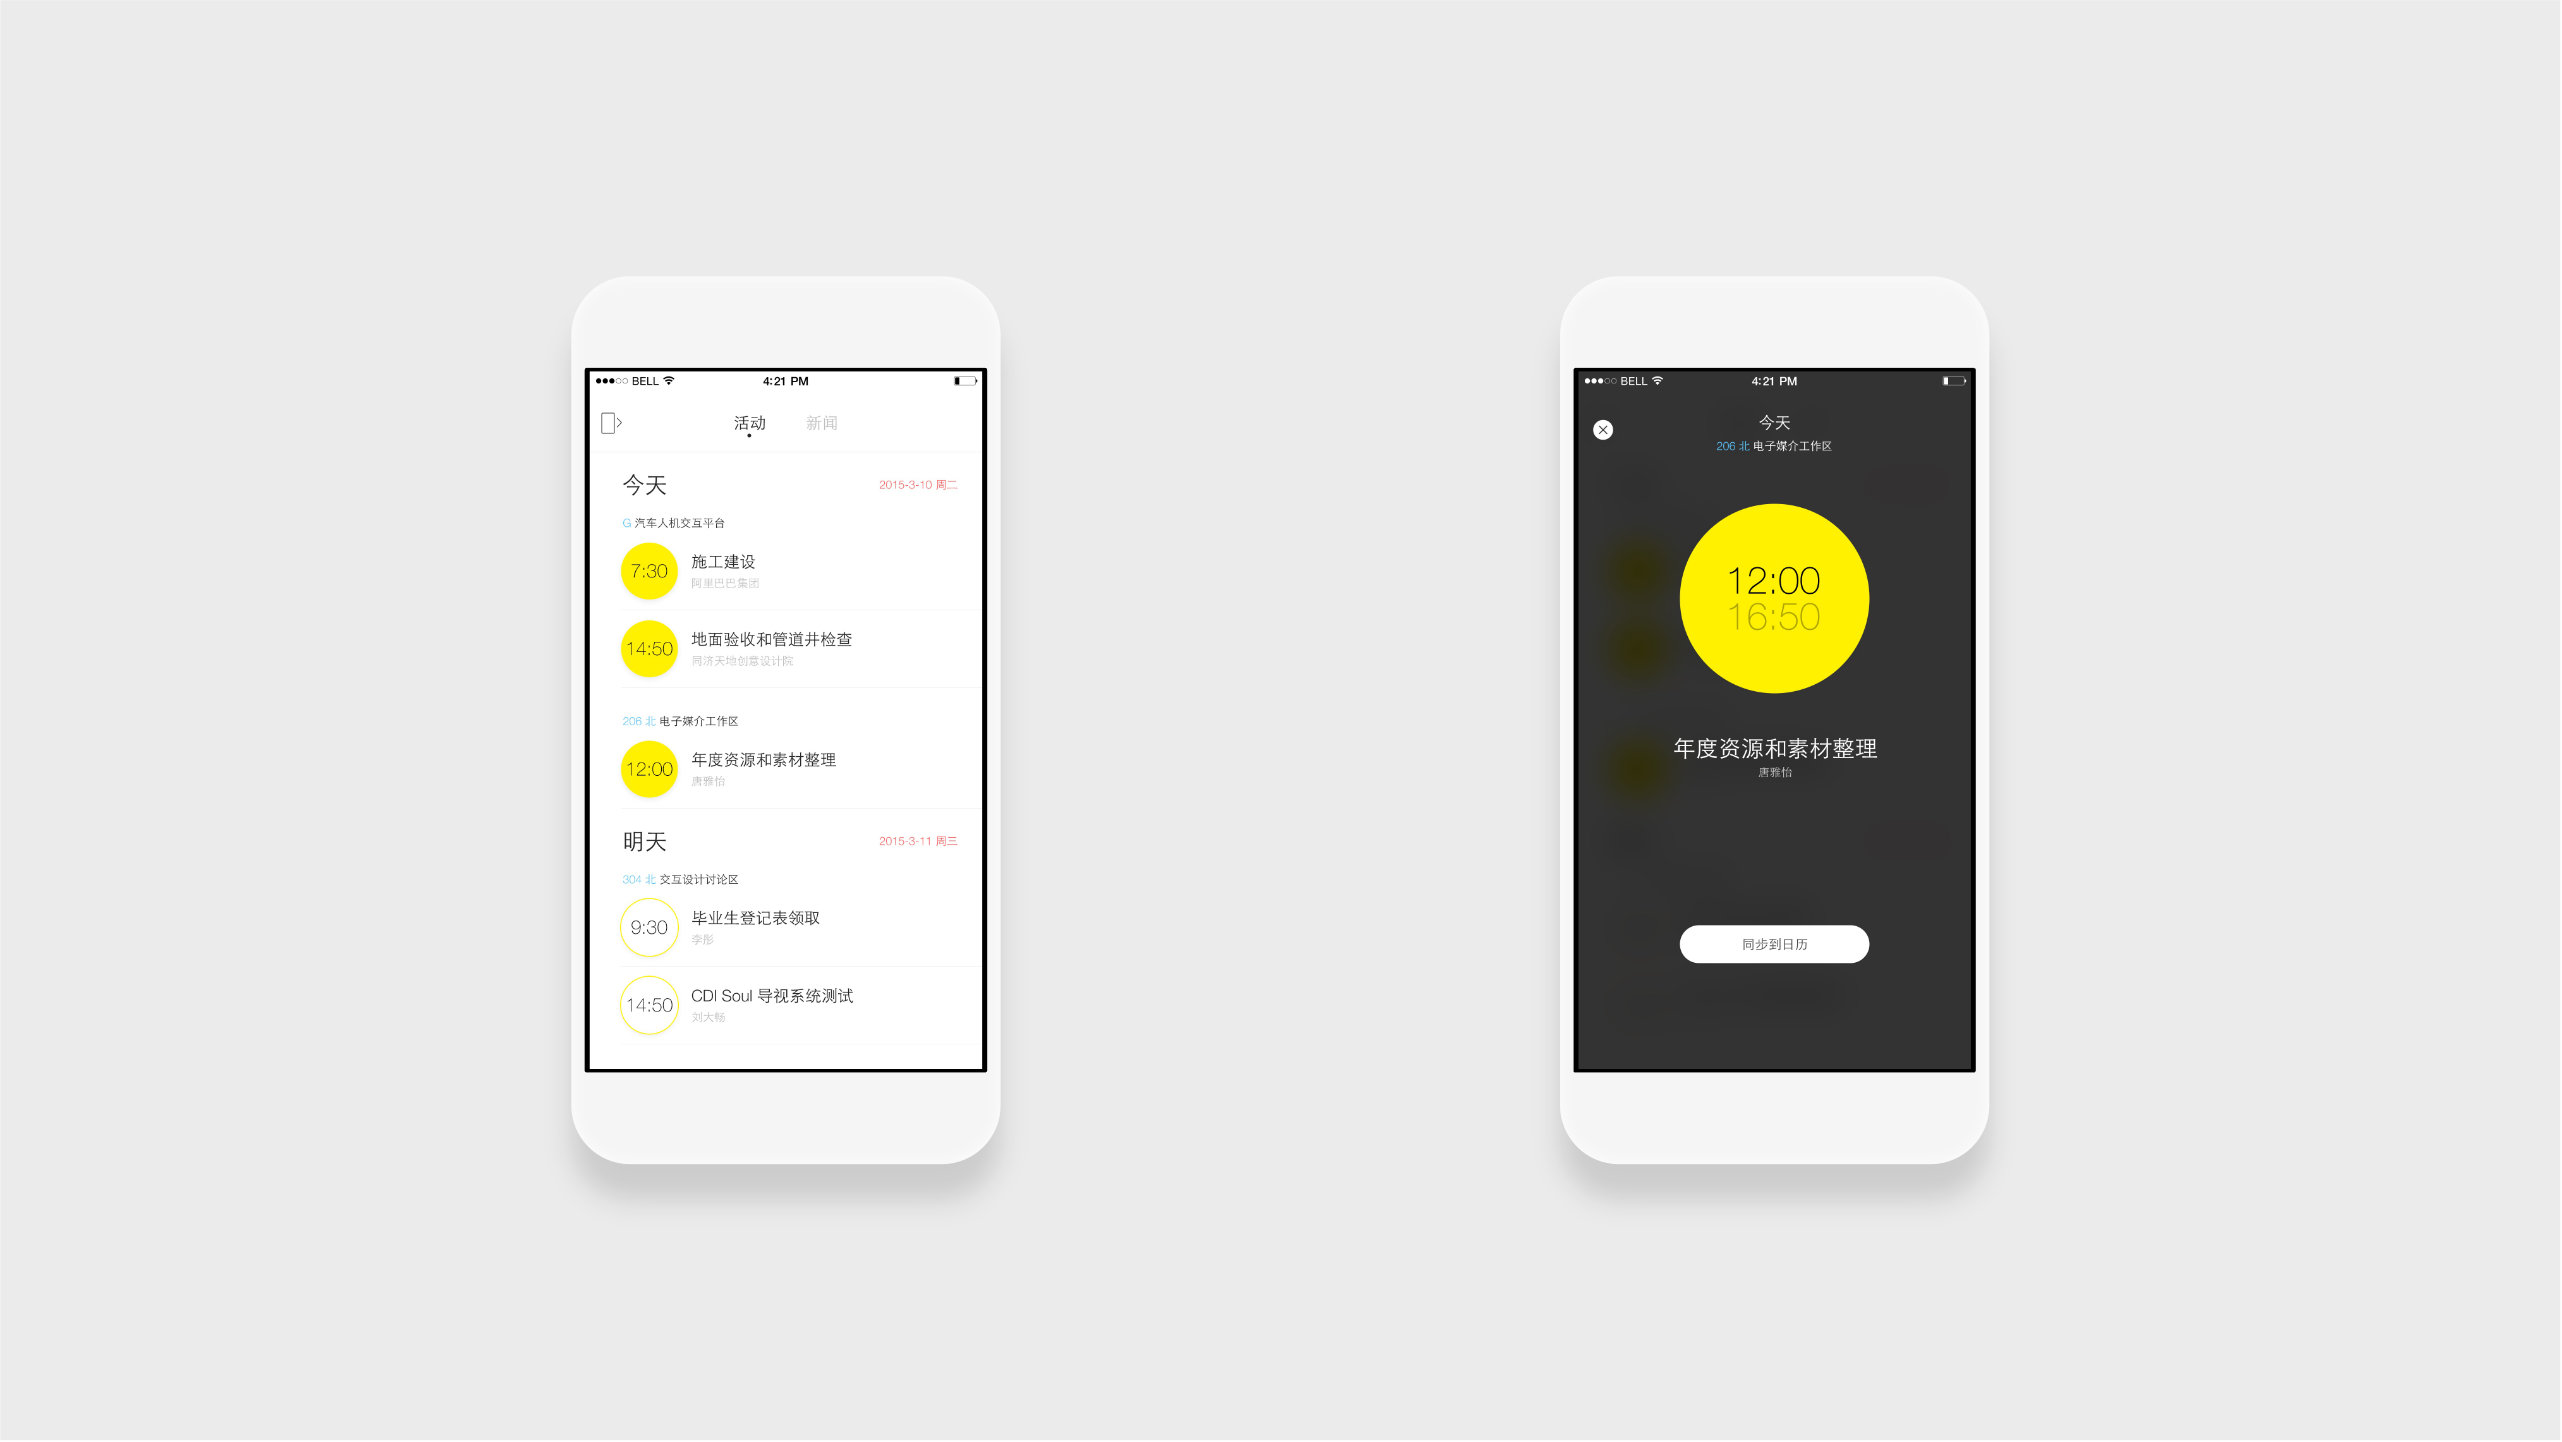 BELL 4:21 PM
活动 新闻
今天 2015-3-10 周二
G 汽车人机交互平台
7:30 施工建设
阿里巴巴集团
14:50 地面验收和管道井检查
同济天地创意设计院
206 北 电子媒介工作区
12:00 年度资源和素材整理
唐雅怡
明天 2015-3-11 周三
304 北 交互设计讨论区
9:30 毕业生登记表领取
李彤
14:50 CDI Soul 导视系统测试
刘大畅
BELL 4:21 PM
今天
206 北 电子媒介工作区
12:00
16:50
年度资源和素材整理
唐雅怡
同步到日历